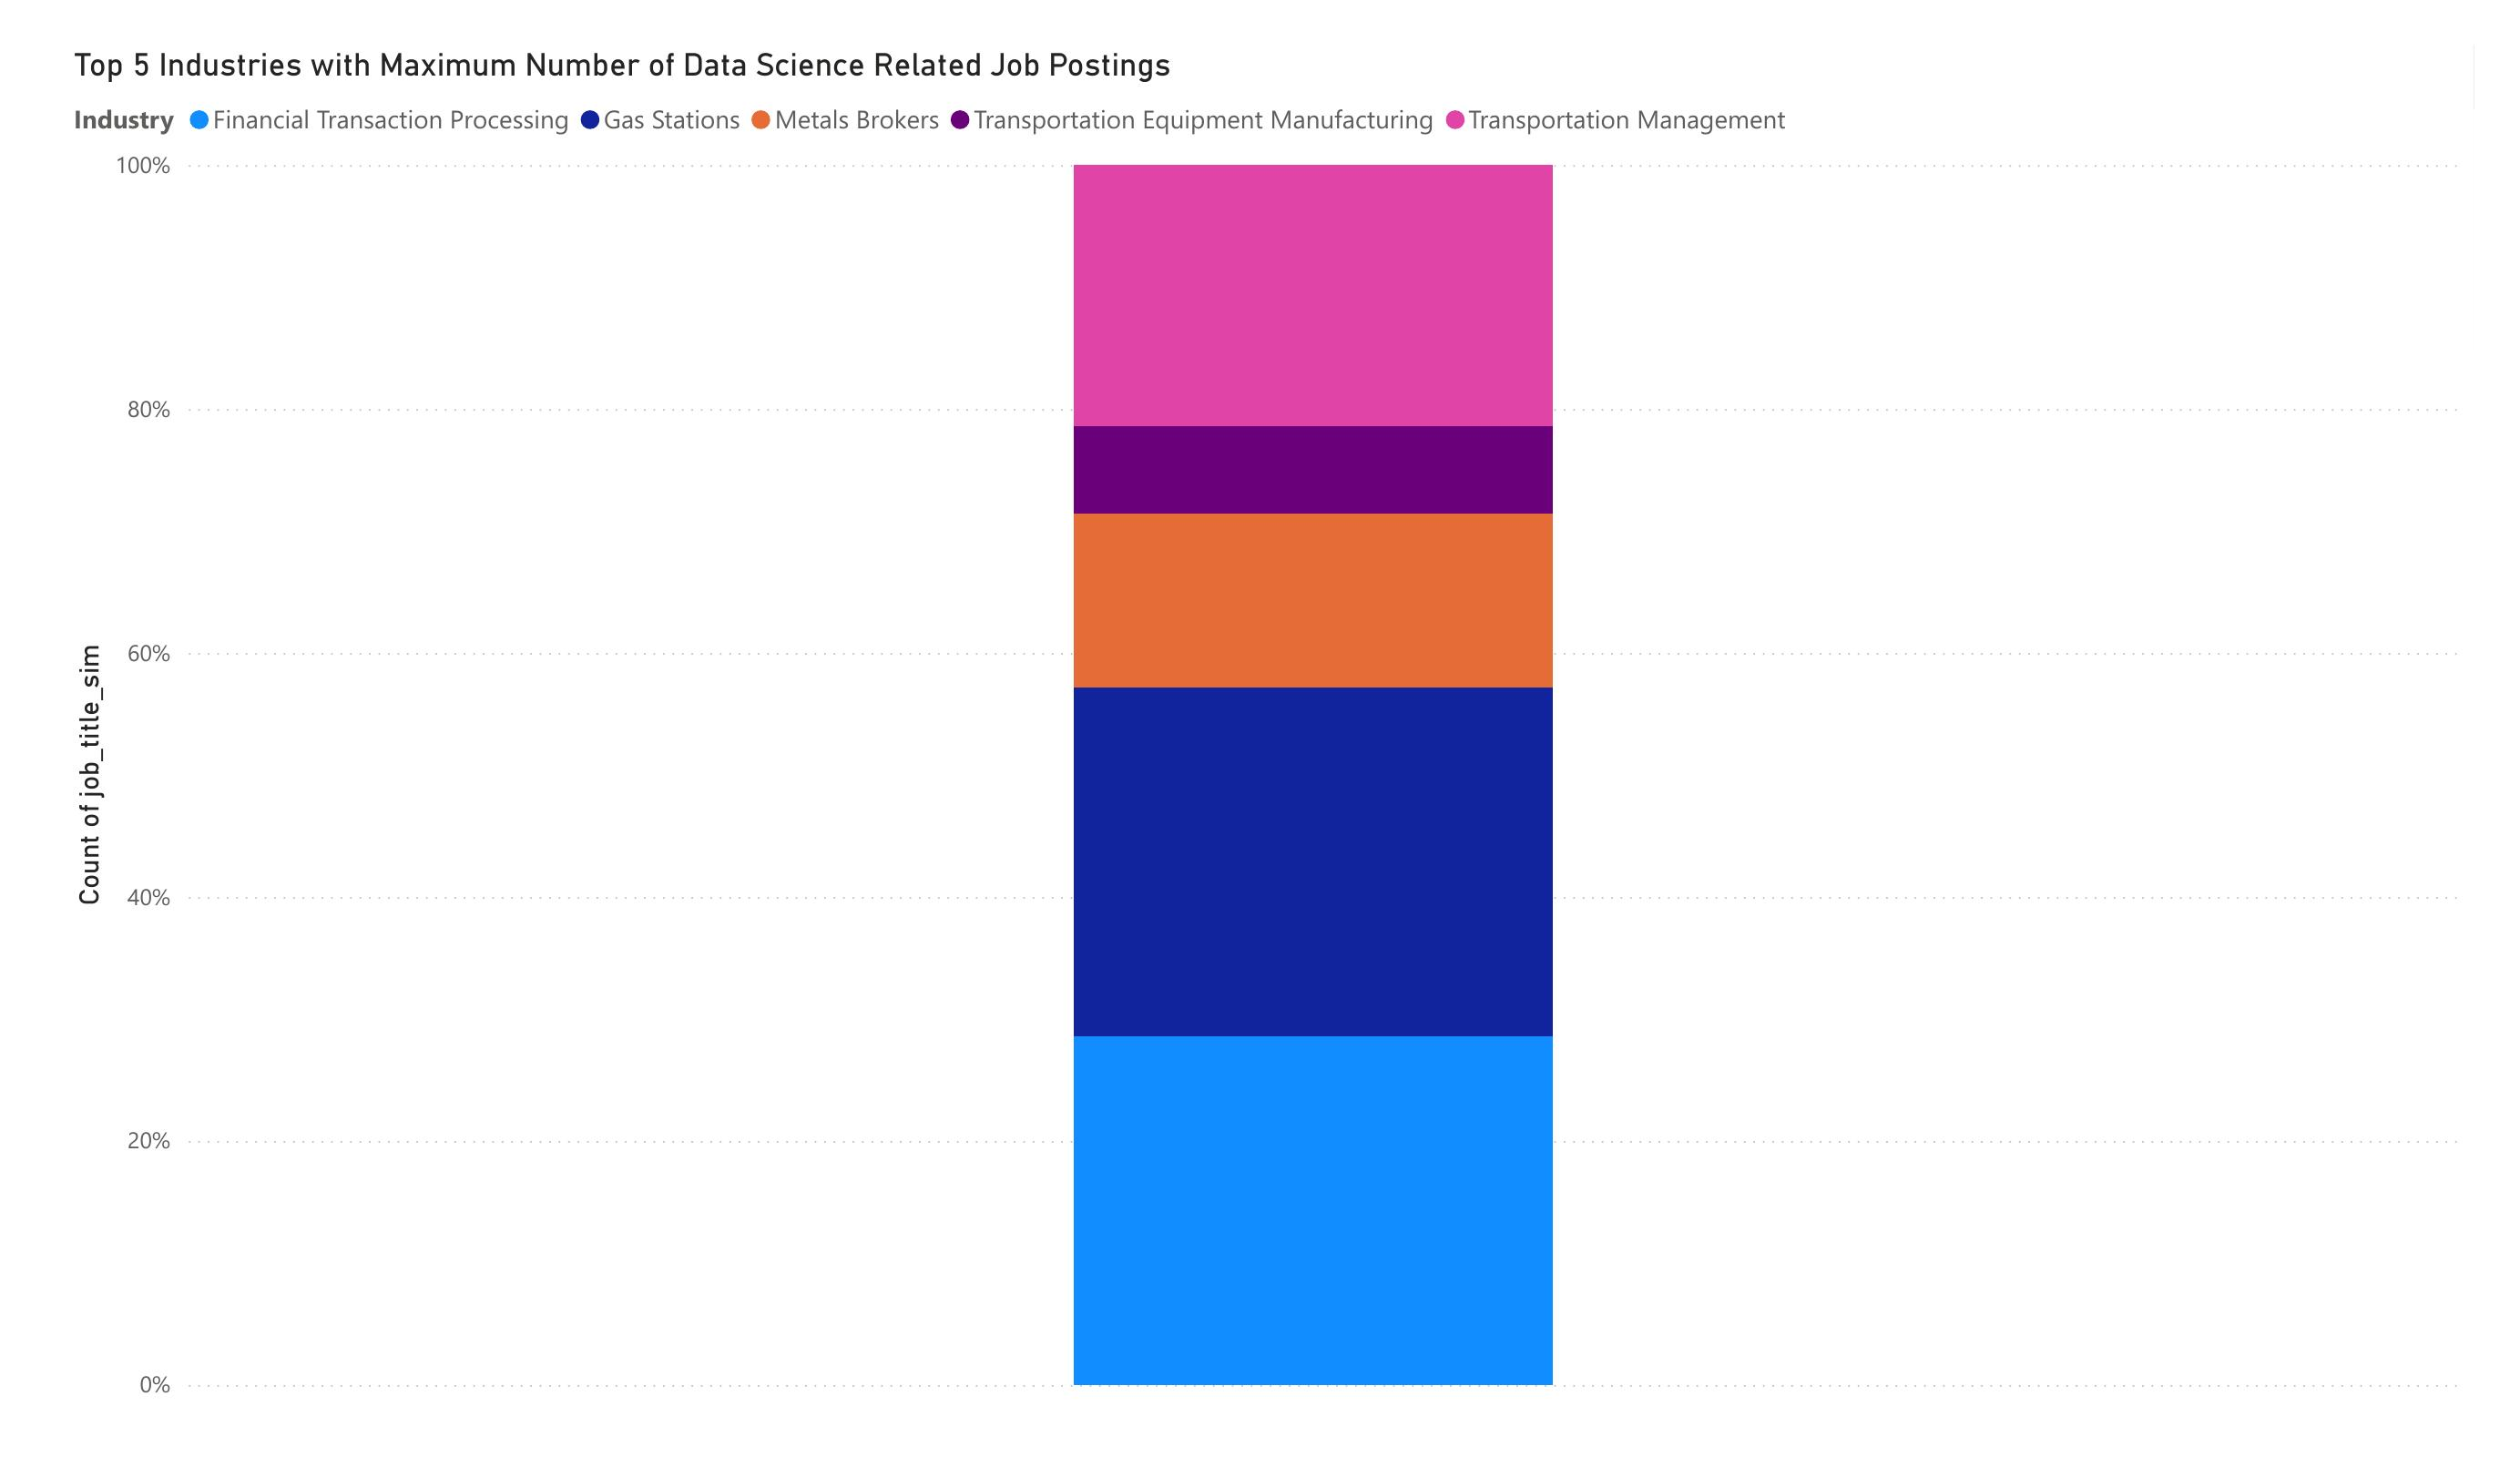 Top 5 Industries with Maximum Number of Data Science Related Job Postings
Industry Financial Transaction Processing Gas Stations Metals Brokers Transportation Equipment Manufacturing Transportation Management
100%
80%
60%
40%
20%
0%
Count of job_title_sim